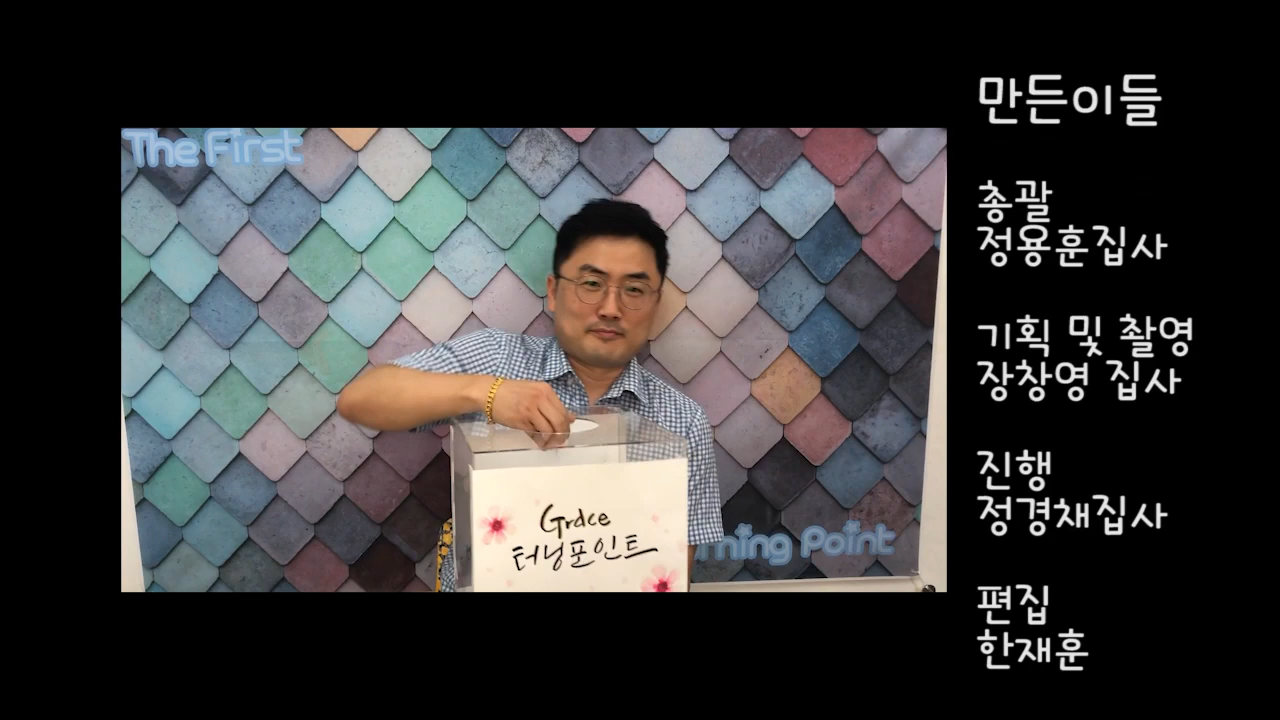 The First
Grace
터닝포인트
rning Point
만든이들
총괄
정용훈집사
기획 및 촬영
장창영 집사
진행
정경채집사
편집
한재훈